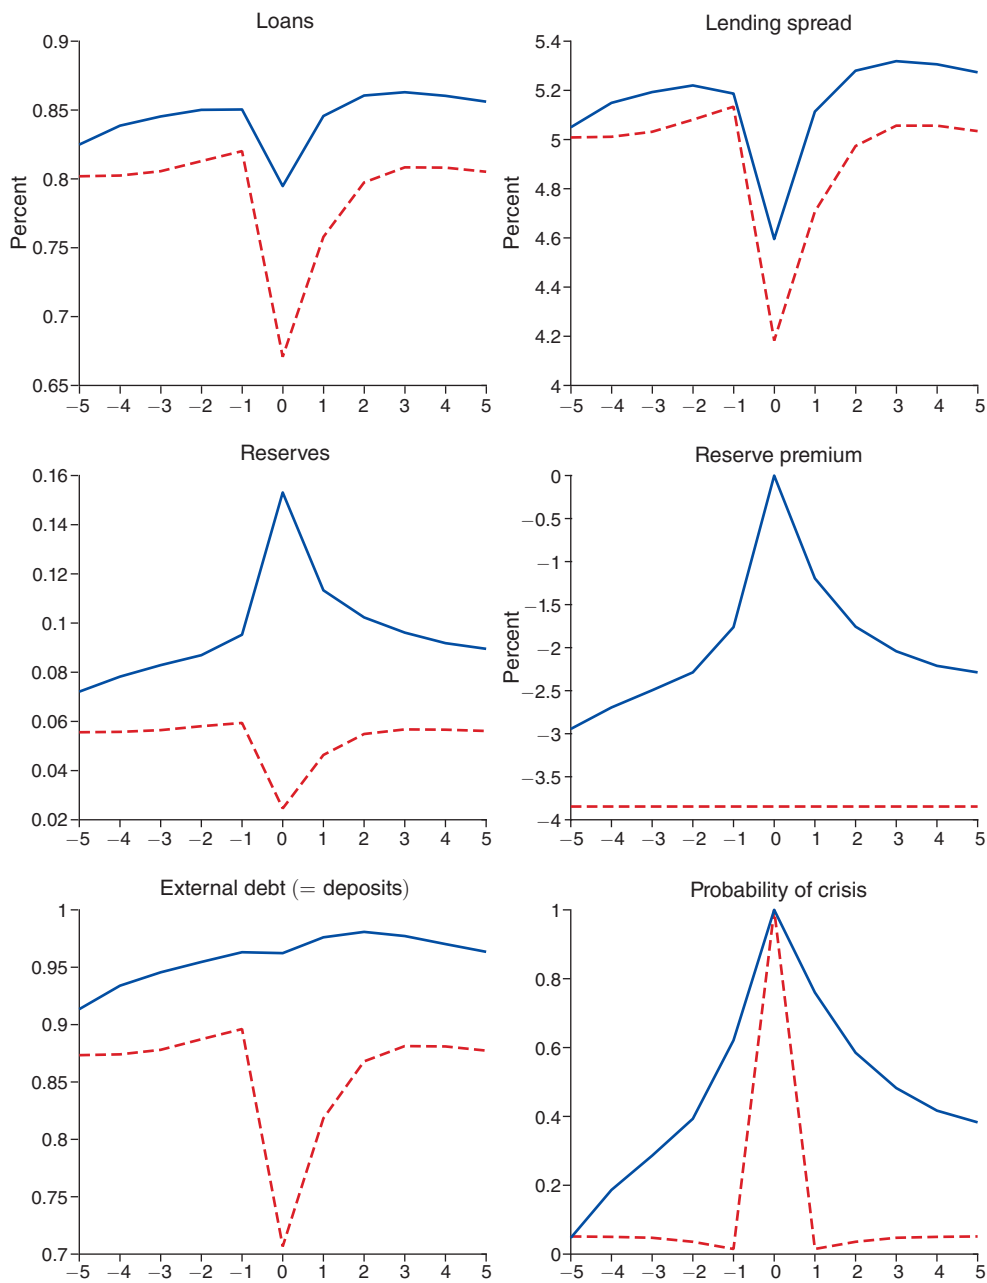 Loans
Percent
0.9
0.85
0.8
0.75
0.7
0.65
−5 −4 −3 −2 −1 0 1 2 3 4 5
Lending spread
Percent
5.4
5.2
5
4.8
4.6
4.4
4.2
4
−5 −4 −3 −2 −1 0 1 2 3 4 5
Reserves
0.16
0.14
0.12
0.1
0.08
0.06
0.04
0.02
−5 −4 −3 −2 −1 0 1 2 3 4 5
Reserve premium
Percent
0
−0.5
−1
−1.5
−2
−2.5
−3
−3.5
−4
−5 −4 −3 −2 −1 0 1 2 3 4 5
External debt (= deposits)
1
0.95
0.9
0.85
0.8
0.75
0.7
−5 −4 −3 −2 −1 0 1 2 3 4 5
Probability of crisis
1
0.8
0.6
0.4
0.2
0
−5 −4 −3 −2 −1 0 1 2 3 4 5